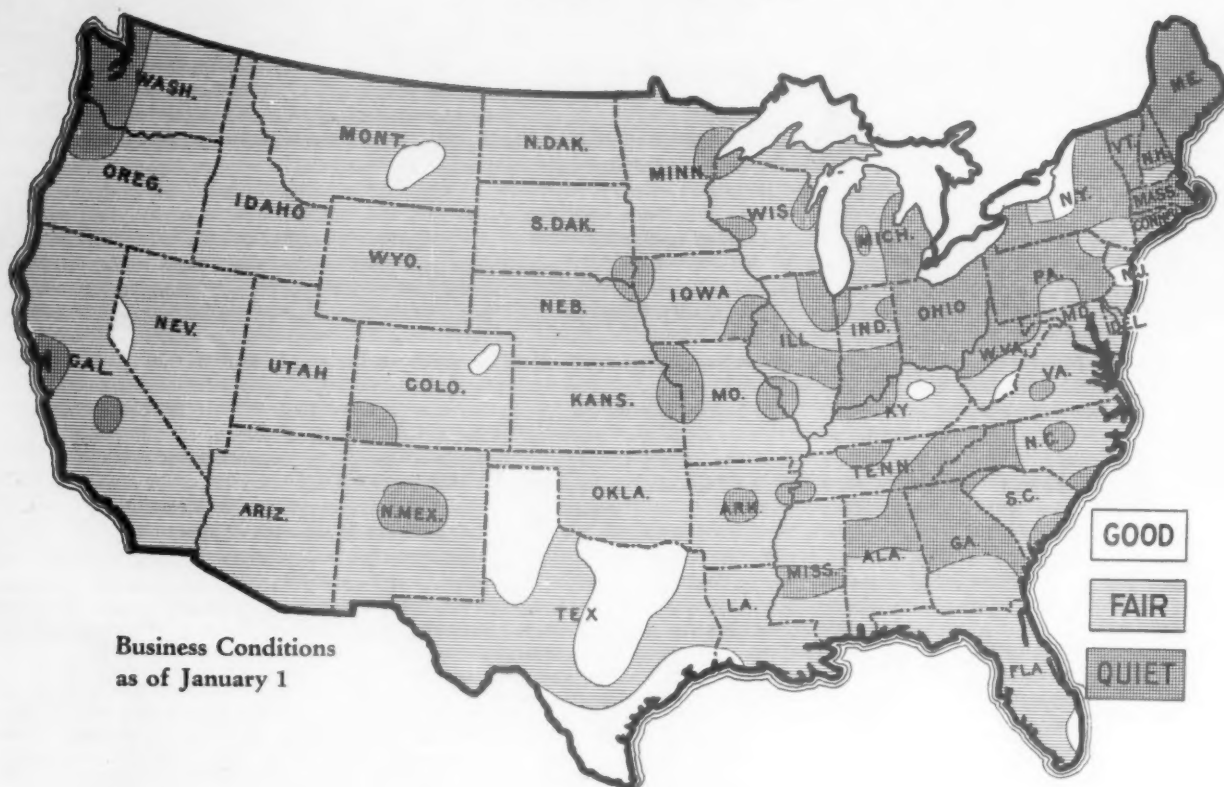 WASH.
MONT.
N.DAK.
MINN.
OREG.
IDAHO
S.DAK.
WIS.
MICH.
N.Y.
VT.
N.H.
ME.
MASS.
CONN.
WYO.
NEB.
IOWA
ILL.
IND.
OHIO
PA.
N.J.
MD.
DEL.
W.VA.
VA.
NEV.
CAL.
UTAH
COLO.
KANS.
MO.
KY.
TENN.
N.C.
S.C.
ARIZ.
N.MEX.
OKLA.
ARK.
TEX
LA.
MISS.
ALA.
GA.
FLA
GOOD
FAIR
QUIET
Business Conditions
as of January 1